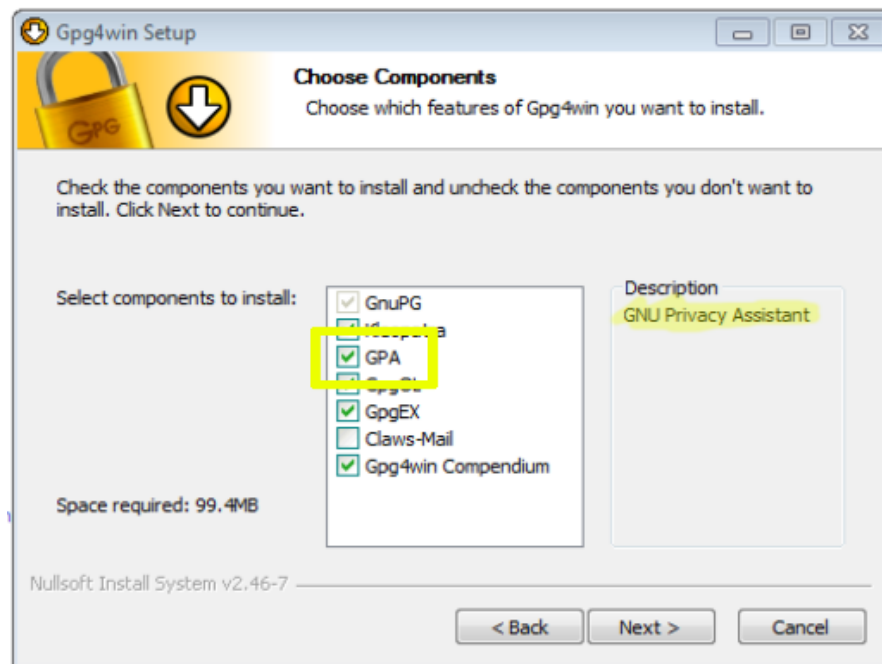 Gpg4win Setup
Choose Components
Choose which features of Gpg4win you want to install.
GPG
Check the components you want to install and uncheck the components you don't want to
install. Click Next to continue.
Select components to install:
GnuPG
Kleopatra
GPA
GpgOL
GpgEX
Claws-Mail
Gpg4win Compendium
Description
GNU Privacy Assistant
Space required: 99.4MB
Nullsoft Install System v2.46-7
< Back
Next >
Cancel